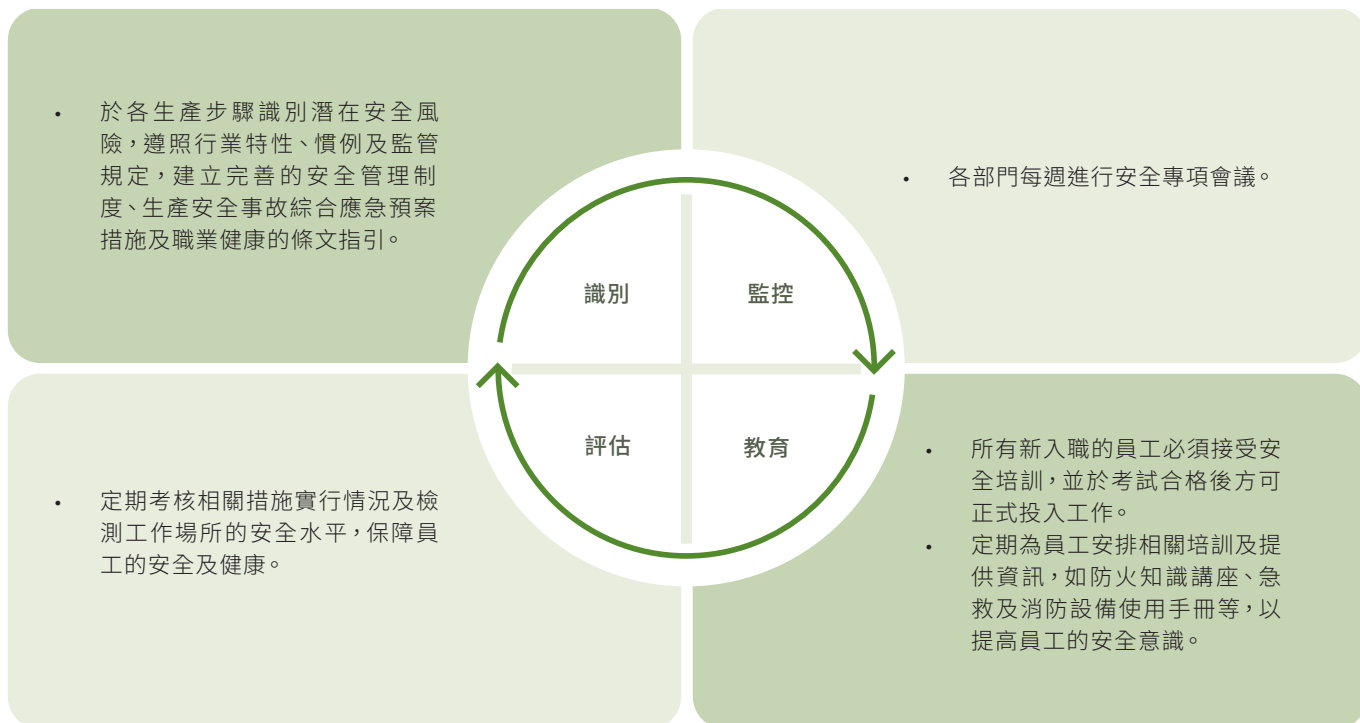 • 於各生產步驟識別潛在安全風
險，遵照行業特性、慣例及監管
規定，建立完善的安全管理制
度、生產安全事故綜合應急預案
措施及職業健康的條文指引。
• 各部門每週進行安全專項會議。
識別
監控
評估
教育
• 定期考核相關措施實行情況及檢
測工作場所的安全水平，保障員
工的安全及健康。
• 所有新入職的員工必須接受安
全培訓，並於考試合格後方可
正式投入工作。
• 定期為員工安排相關培訓及提
供資訊，如防火知識講座、急
救及消防設備使用手冊等，以
提高員工的安全意識。